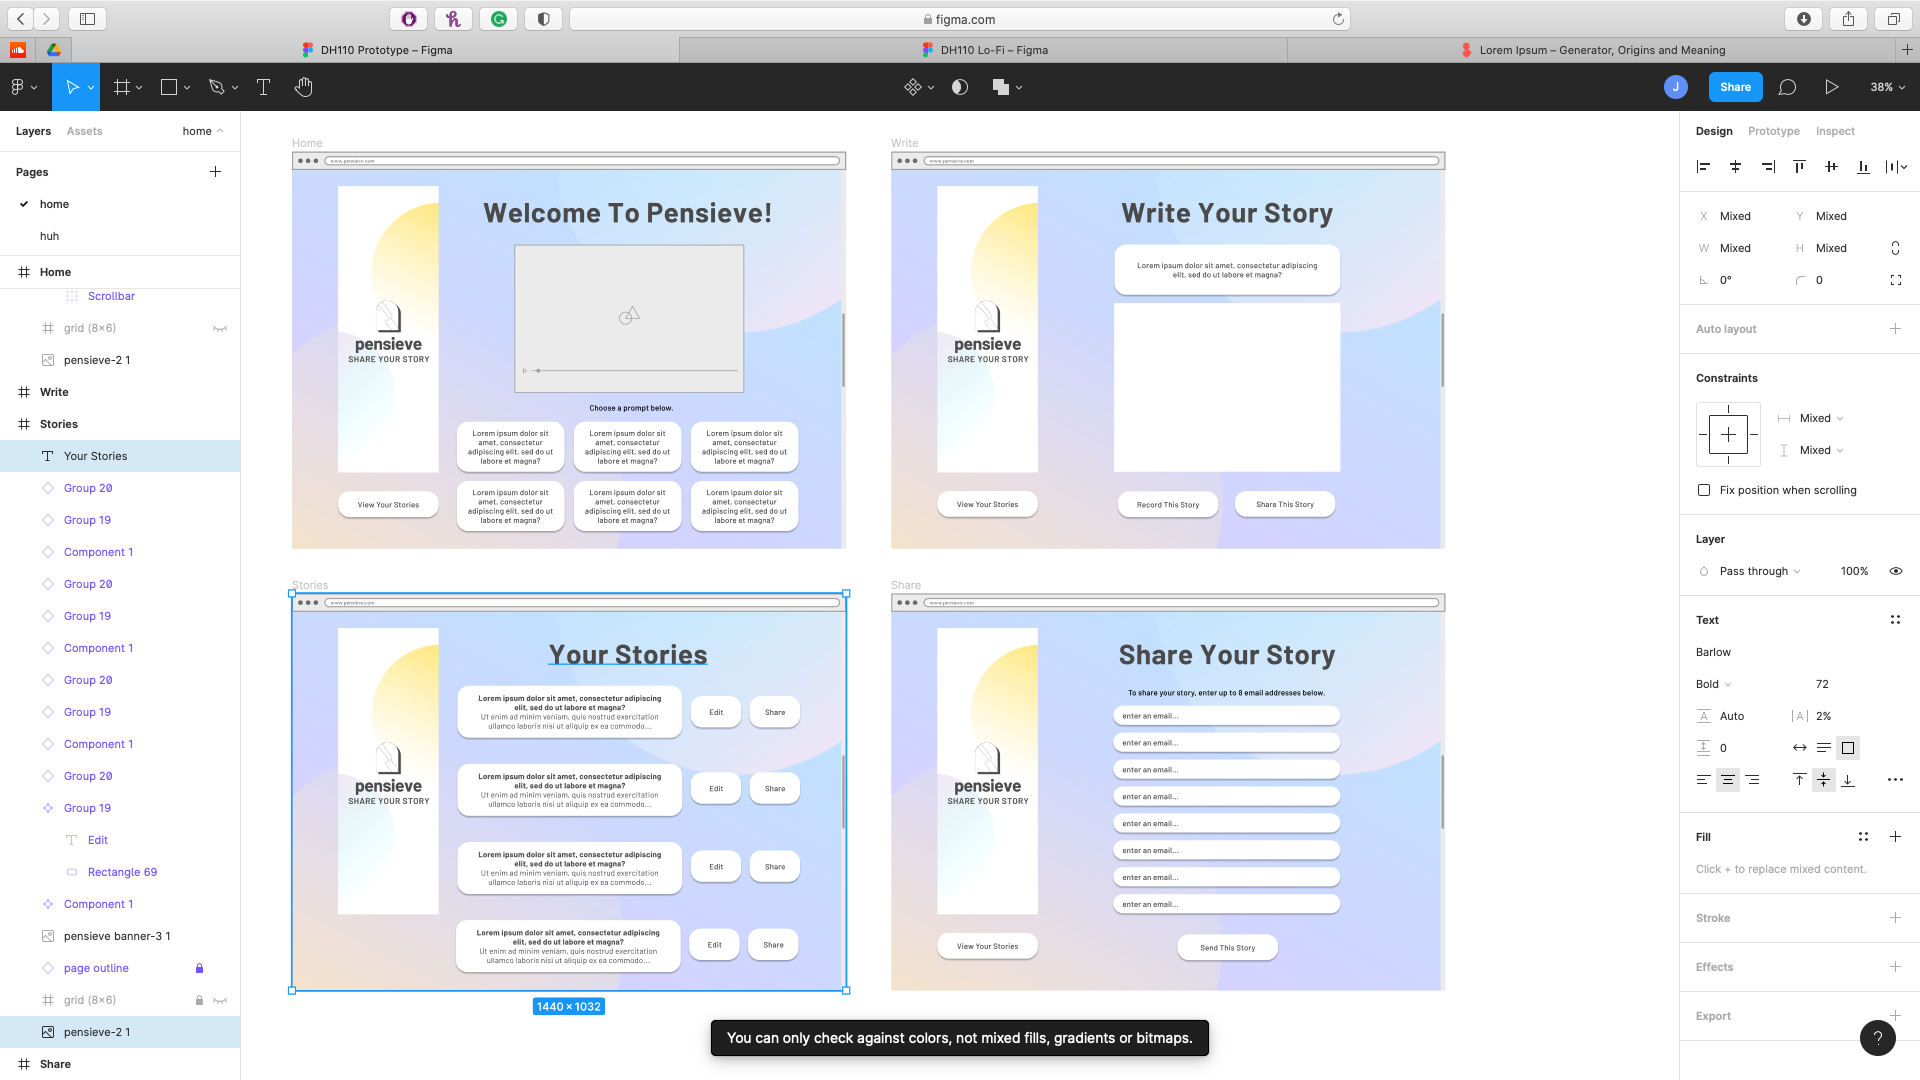 figma.com
DH110 Prototype – Figma
DH110 Lo-Fi – Figma
Lorem Ipsum – Generator, Origins and Meaning
J
Share
38%
Layers
Assets
home
Pages
home
huh
Home
Scrollbar
grid (8×6)
pensieve-2 1
Write
Stories
Your Stories
Group 20
Group 19
Component 1
Group 20
Group 19
Component 1
Group 20
Group 19
Component 1
Group 20
Group 19
Edit
Rectangle 69
Component 1
pensieve banner-3 1
page outline
grid (8×6)
pensieve-2 1
Share
Home
www.pensieve.com
Welcome To Pensieve!
pensieve
SHARE YOUR STORY
Choose a prompt below.
Lorem ipsum dolor sit
amet, consectetur
adipiscing elit, sed do ut
labore et magna?
Lorem ipsum dolor sit
amet, consectetur
adipiscing elit, sed do ut
labore et magna?
Lorem ipsum dolor sit
amet, consectetur
adipiscing elit, sed do ut
labore et magna?
View Your Stories
Lorem ipsum dolor sit
amet, consectetur
adipiscing elit, sed do ut
labore et magna?
Lorem ipsum dolor sit
amet, consectetur
adipiscing elit, sed do ut
labore et magna?
Lorem ipsum dolor sit
amet, consectetur
adipiscing elit, sed do ut
labore et magna?
Write
www.pensieve.com
Write Your Story
Lorem ipsum dolor sit amet, consectetur adipiscing
elit, sed do ut labore et magna?
pensieve
SHARE YOUR STORY
View Your Stories
Record This Story
Share This Story
Stories
www.pensieve.com
Your Stories
pensieve
SHARE YOUR STORY
Lorem ipsum dolor sit amet, consectetur adipiscing
elit, sed do ut labore et magna?
Ut enim ad minim veniam, quis nostrud exercitation
ullamco laboris nisi ut aliquip ex ea commodo...
Edit
Share
Lorem ipsum dolor sit amet, consectetur adipiscing
elit, sed do ut labore et magna?
Ut enim ad minim veniam, quis nostrud exercitation
ullamco laboris nisi ut aliquip ex ea commodo...
Edit
Share
Lorem ipsum dolor sit amet, consectetur adipiscing
elit, sed do ut labore et magna?
Ut enim ad minim veniam, quis nostrud exercitation
ullamco laboris nisi ut aliquip ex ea commodo...
Edit
Share
Lorem ipsum dolor sit amet, consectetur adipiscing
elit, sed do ut labore et magna?
Ut enim ad minim veniam, quis nostrud exercitation
ullamco laboris nisi ut aliquip ex ea commodo...
Edit
Share
1440 × 1032
Share
www.pensieve.com
Share Your Story
pensieve
SHARE YOUR STORY
To share your story, enter up to 8 email addresses below.
enter an email...
enter an email...
enter an email...
enter an email...
enter an email...
enter an email...
enter an email...
enter an email...
View Your Stories
Send This Story
You can only check against colors, not mixed fills, gradients or bitmaps.
Design
Prototype
Inspect
X Mixed
Y Mixed
W Mixed
H Mixed
0°
0
Auto layout
Constraints
Mixed
Mixed
Fix position when scrolling
Layer
Pass through
100%
Text
Barlow
Bold
72
A Auto
|A| 2%
0
Fill
Click + to replace mixed content.
Stroke
Effects
Export
?